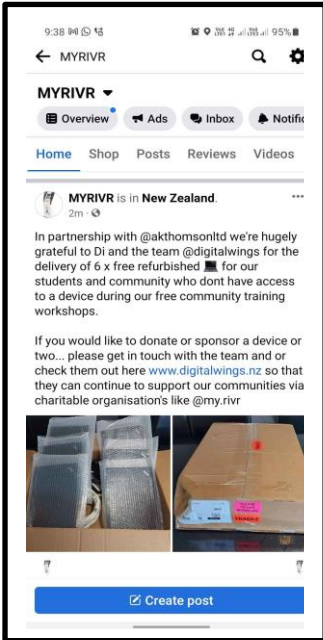 9:38
95%
MYRIVR
MYRIVR
Overview
Ads
Inbox
Notific
Home Shop Posts Reviews Videos
MYRIVR is in New Zealand.
2m
In partnership with @akthomsonltd we're hugely
grateful to Di and the team @digitalwings for the
delivery of 6 x free refurbished 💻 for our
students and community who dont have access
to a device during our free community training
workshops.
If you would like to donate or sponsor a device or
two... please get in touch with the team and or
check them out here www.digitalwings.nz so that
they can continue to support our communities via
charitable organisation's like @my.rivr
FRAGILE
Create post